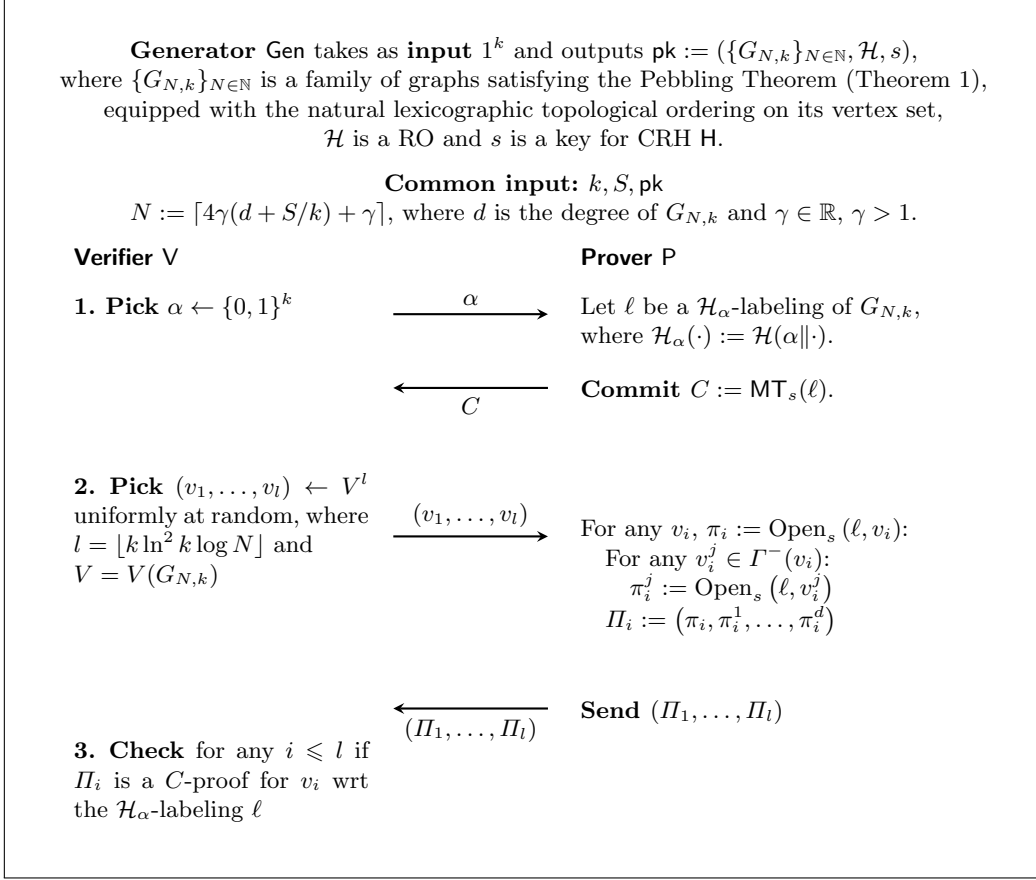 Generator Gen takes as input 1^k and outputs pk := ({G_{N,k}}_{N∈ℕ}, ℋ, s),
where {G_{N,k}}_{N∈ℕ} is a family of graphs satisfying the Pebbling Theorem (Theorem 1),
equipped with the natural lexicographic topological ordering on its vertex set,
ℋ is a RO and s is a key for CRH H.
Common input: k, S, pk
N := ⌈4γ(d + S/k) + γ⌉, where d is the degree of G_{N,k} and γ ∈ ℝ, γ > 1.
Verifier V
Prover P
1. Pick α ← {0, 1}^k
α
Let ℓ be a ℋ_α-labeling of G_{N,k},
where ℋ_α(·) := ℋ(α‖·).
C
Commit C := MT_s(ℓ).
2. Pick (v_1, . . . , v_l) ← V^l
uniformly at random, where
l = ⌊k ln² k log N⌋ and
V = V(G_{N,k})
(v_1, . . . , v_l)
For any v_i, π_i := Open_s (ℓ, v_i):
For any v_i^j ∈ Γ^−(v_i):
π_i^j := Open_s (ℓ, v_i^j)
Π_i := (π_i, π_i^1, . . . , π_i^d)
(Π_1, . . . , Π_l)
Send (Π_1, . . . , Π_l)
3. Check for any i ⩽ l if
Π_i is a C-proof for v_i wrt
the ℋ_α-labeling ℓ